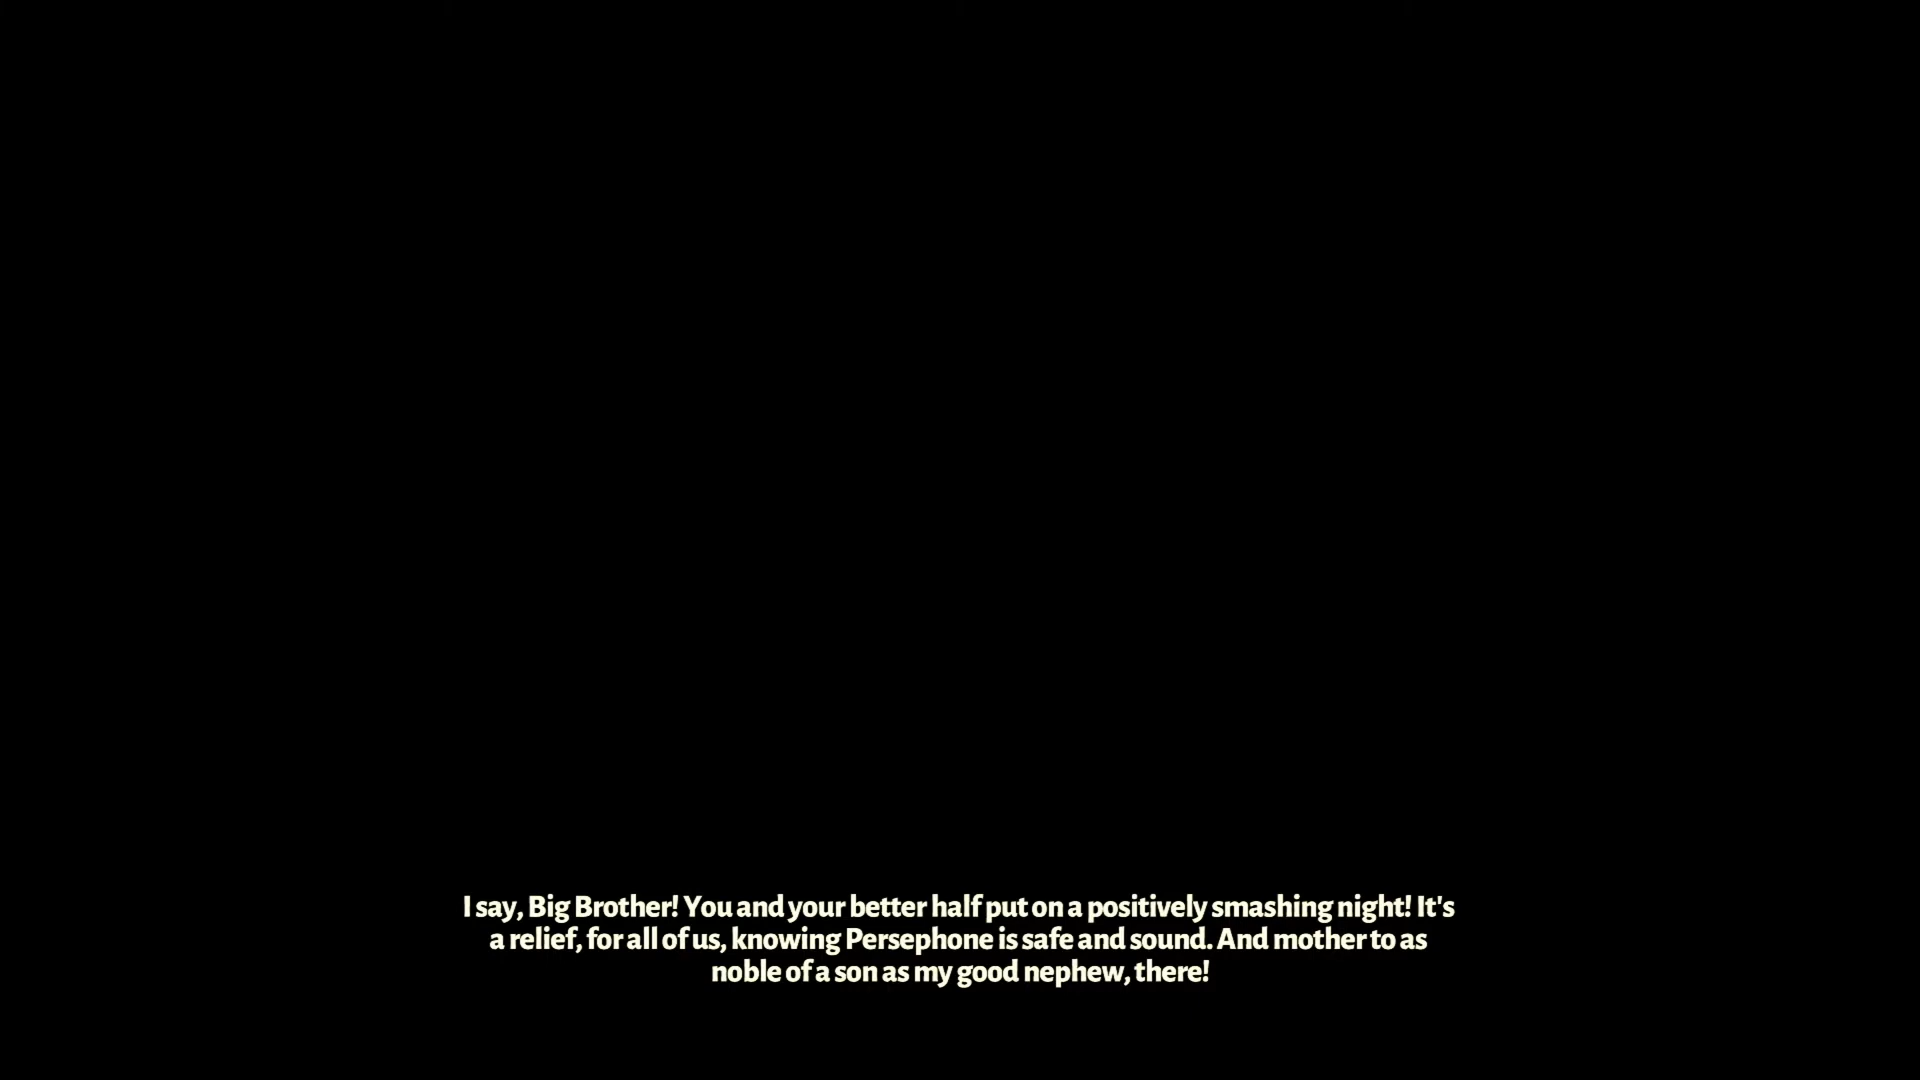 I say, Big Brother! You and your better half put on a positively smashing night! It's
a relief, for all of us, knowing Persephone is safe and sound. And mother to as
noble of a son as my good nephew, there!